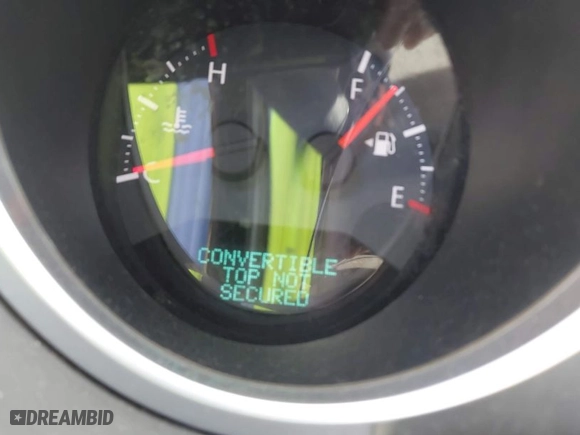 H
F
C
E
CONVERTIBLE
TOP NOT
SECURED
DREAMBID